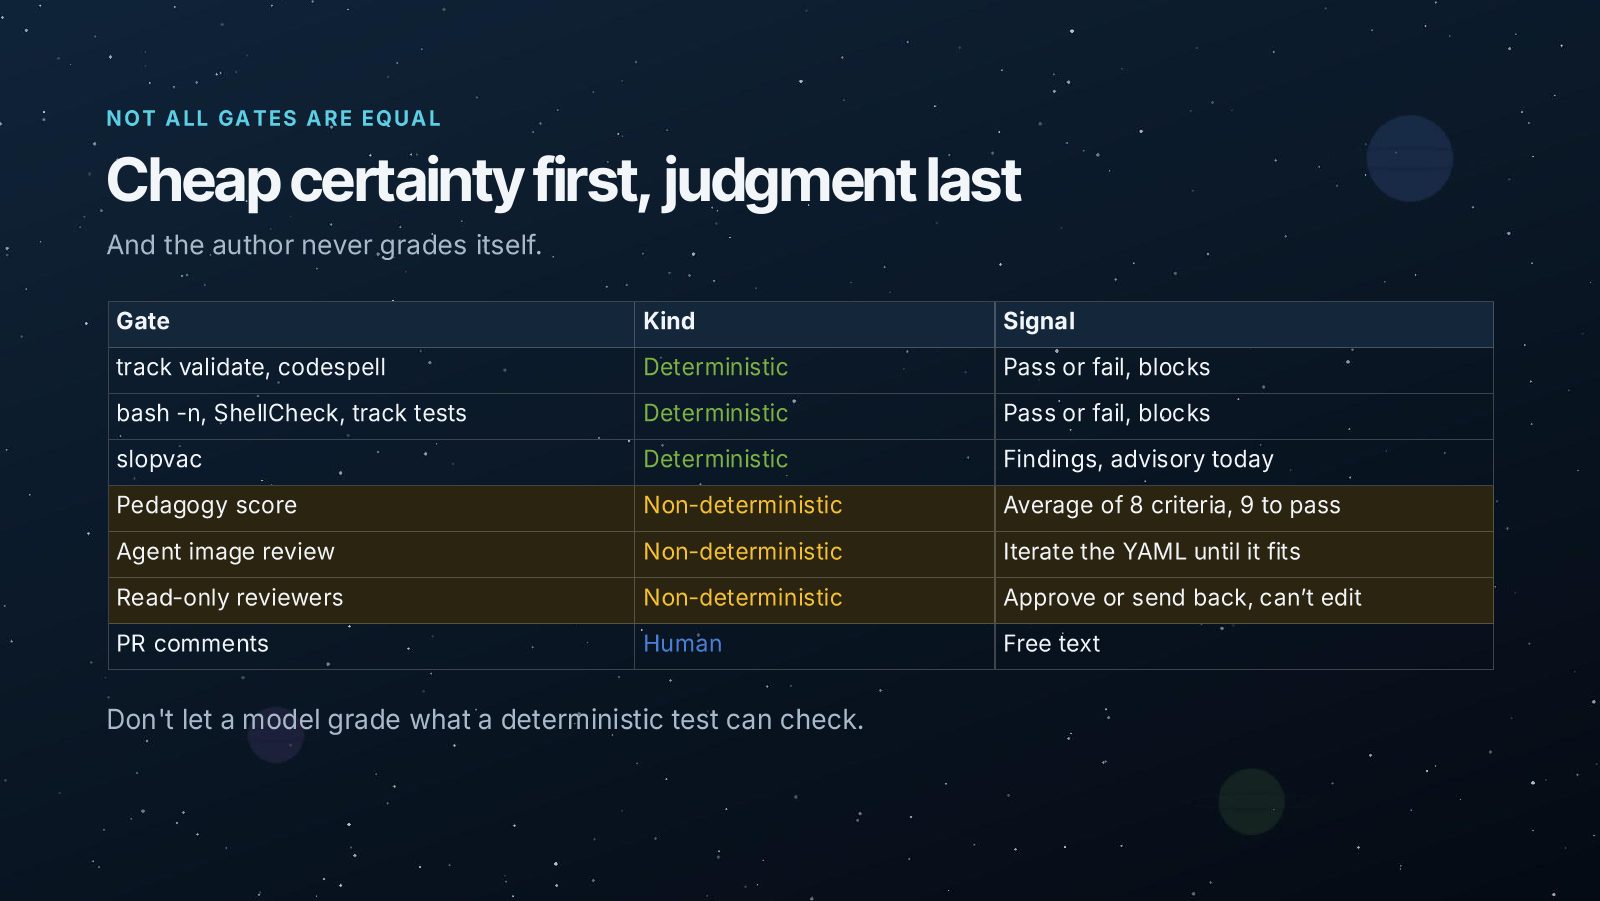 NOT ALL GATES ARE EQUAL
Cheap certainty first, judgment last
And the author never grades itself.
Gate Kind Signal
track validate, codespell Deterministic Pass or fail, blocks
bash -n, ShellCheck, track tests Deterministic Pass or fail, blocks
slopvac Deterministic Findings, advisory today
Pedagogy score Non-deterministic Average of 8 criteria, 9 to pass
Agent image review Non-deterministic Iterate the YAML until it fits
Read-only reviewers Non-deterministic Approve or send back, can’t edit
PR comments Human Free text
Don't let a model grade what a deterministic test can check.